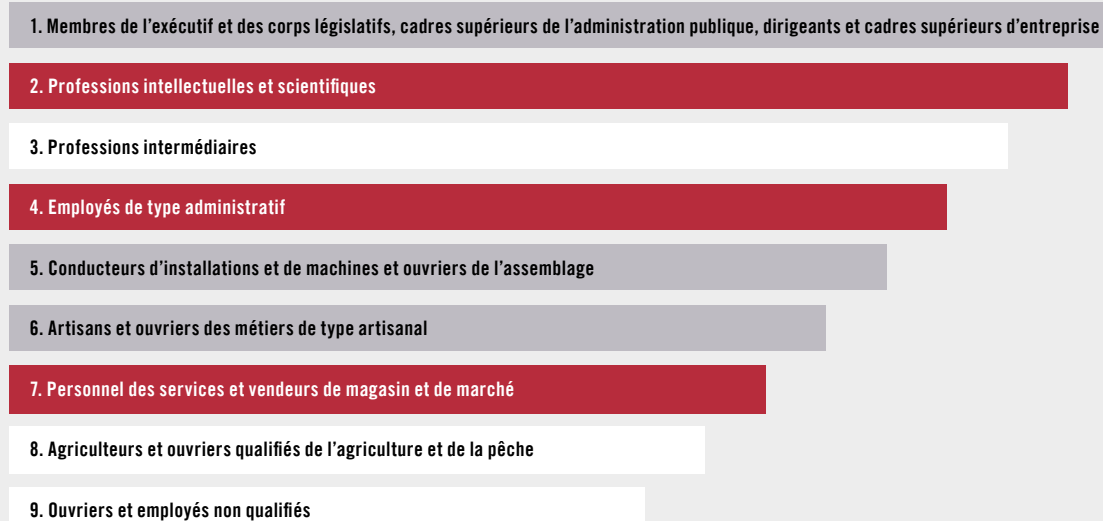 1. Membres de l’exécutif et des corps législatifs, cadres supérieurs de l’administration publique, dirigeants et cadres supérieurs d’entreprise
2. Professions intellectuelles et scientifiques
3. Professions intermédiaires
4. Employés de type administratif
5. Conducteurs d’installations et de machines et ouvriers de l’assemblage
6. Artisans et ouvriers des métiers de type artisanal
7. Personnel des services et vendeurs de magasin et de marché
8. Agriculteurs et ouvriers qualifiés de l’agriculture et de la pêche
9. Ouvriers et employés non qualifiés